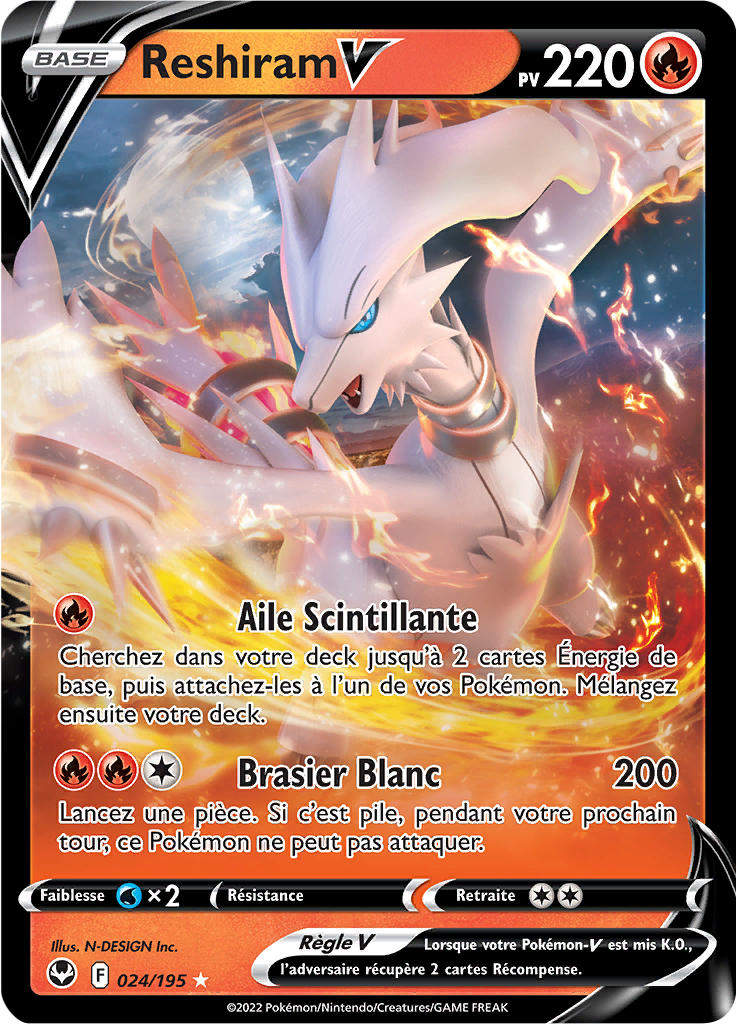 BASE
Reshiram V
PV 220
Aile Scintillante
Cherchez dans votre deck jusqu'à 2 cartes Énergie de
base, puis attachez-les à l'un de vos Pokémon. Mélangez
ensuite votre deck.
Brasier Blanc 200
Lancez une pièce. Si c'est pile, pendant votre prochain
tour, ce Pokémon ne peut pas attaquer.
Faiblesse ×2 Résistance Retraite
Illus. N-DESIGN Inc.
Règle V Lorsque votre Pokémon-V est mis K.O.,
l'adversaire récupère 2 cartes Récompense.
F 024/195 ★
©2022 Pokémon/Nintendo/Creatures/GAME FREAK